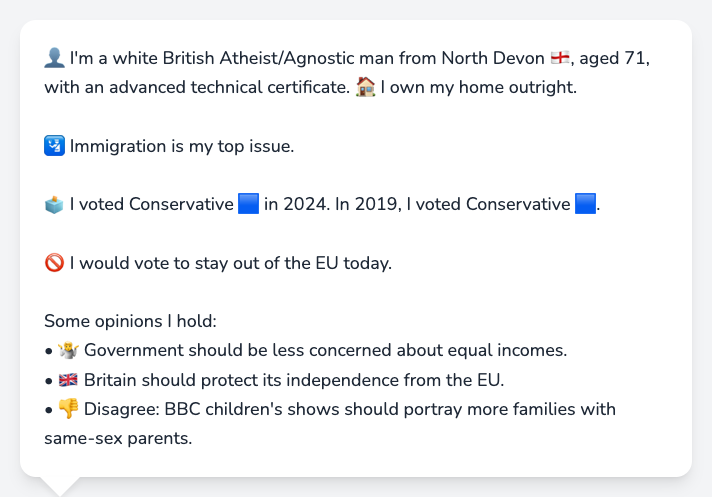 👤 I'm a white British Atheist/Agnostic man from North Devon 🏴󠁧󠁢󠁥󠁮󠁧󠁿, aged 71,
with an advanced technical certificate. 🏠 I own my home outright.
🛂 Immigration is my top issue.
🗳️ I voted Conservative 🟦 in 2024. In 2019, I voted Conservative 🟦.
🚫 I would vote to stay out of the EU today.
Some opinions I hold:
• 🤷 Government should be less concerned about equal incomes.
• 🇬🇧 Britain should protect its independence from the EU.
• 👎 Disagree: BBC children's shows should portray more families with
same-sex parents.